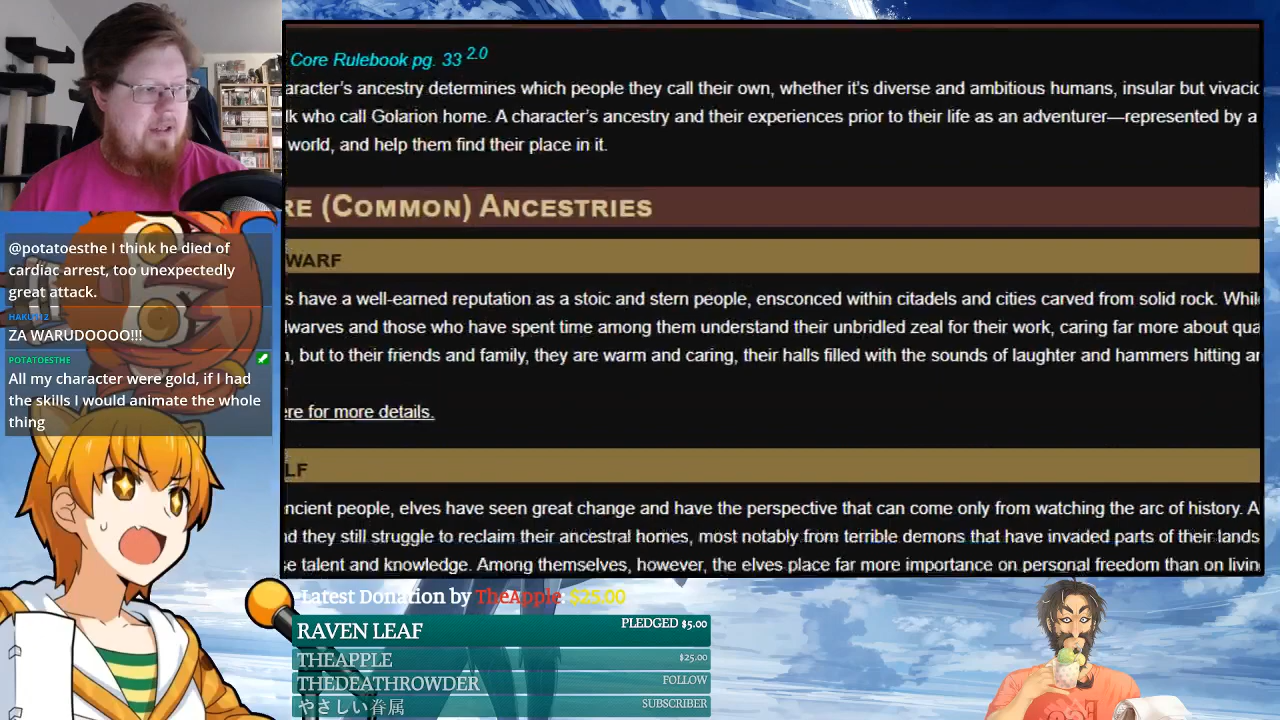 Core Rulebook pg. 33 2.0
aracter's ancestry determines which people they call their own, whether it's diverse and ambitious humans, insular but vivacio
lk who call Golarion home. A character's ancestry and their experiences prior to their life as an adventurer—represented by a
world, and help them find their place in it.
RE (COMMON) ANCESTRIES
WARF
s have a well-earned reputation as a stoic and stern people, ensconced within citadels and cities carved from solid rock. While
dwarves and those who have spent time among them understand their unbridled zeal for their work, caring far more about qua
n, but to their friends and family, they are warm and caring, their halls filled with the sounds of laughter and hammers hitting an
ere for more details.
LF
ncient people, elves have seen great change and have the perspective that can come only from watching the arc of history. A
nd they still struggle to reclaim their ancestral homes, most notably from terrible demons that have invaded parts of their lands
se talent and knowledge. Among themselves, however, the elves place far more importance on personal freedom than on livin
@potatoesthe I think he died of
cardiac arrest, too unexpectedly
great attack.
ZA WARUDOOOO!!!
POTATOESTHE
All my character were gold, if I had
the skills I would animate the whole
thing
Latest Donation by TheApple: $25.00
RAVEN LEAF PLEDGED $5.00
THEAPPLE $25.00
THEDEATHROWDER FOLLOW
やさしい眷属 SUBSCRIBER